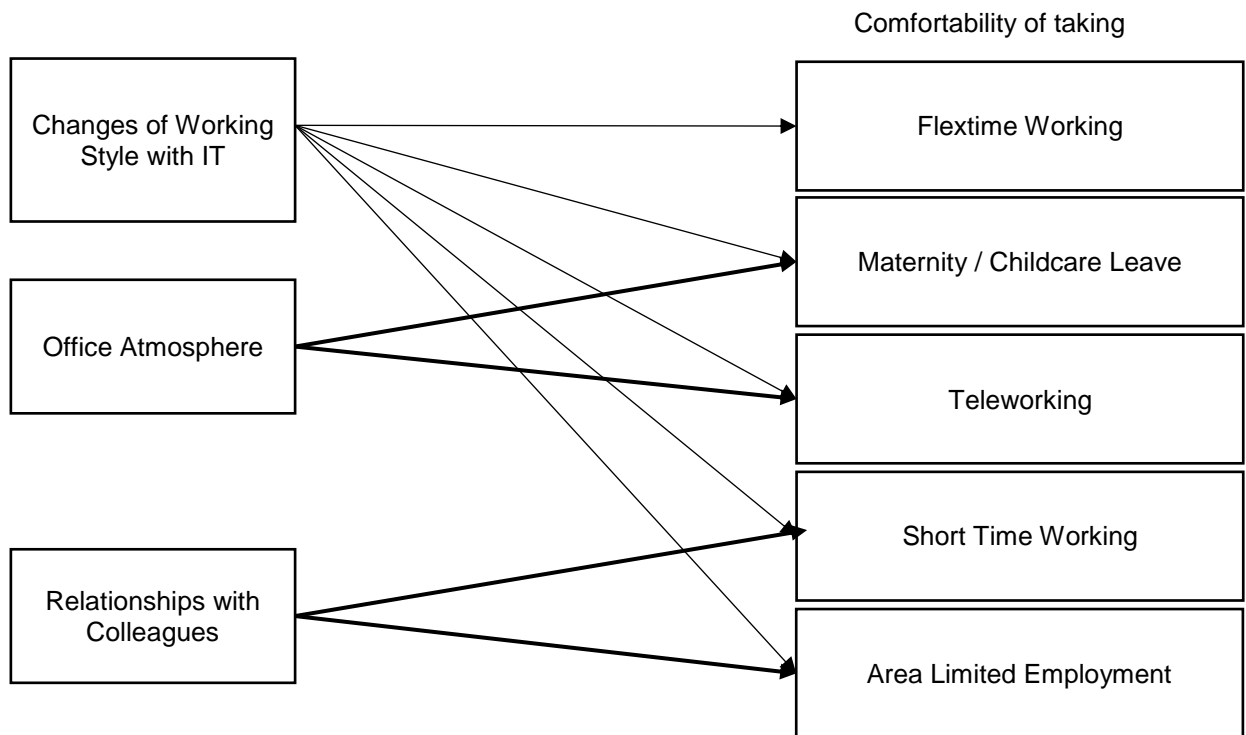 Comfortability of taking
Changes of Working
Style with IT
Flextime Working
Maternity / Childcare Leave
Office Atmosphere
Teleworking
Short Time Working
Relationships with
Colleagues
Area Limited Employment